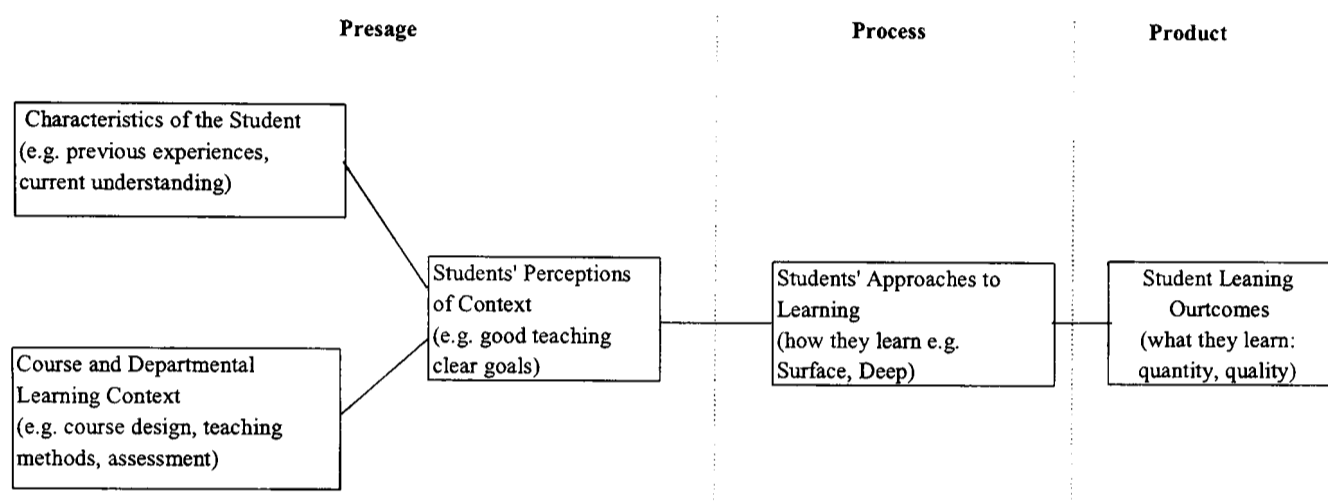 Presage
Process
Product
Characteristics of the Student
(e.g. previous experiences,
current understanding)
Students' Perceptions
of Context
(e.g. good teaching
clear goals)
Course and Departmental
Learning Context
(e.g. course design, teaching
methods, assessment)
Students' Approaches to
Learning
(how they learn e.g.
Surface, Deep)
Student Leaning
Ourtcomes
(what they learn:
quantity, quality)